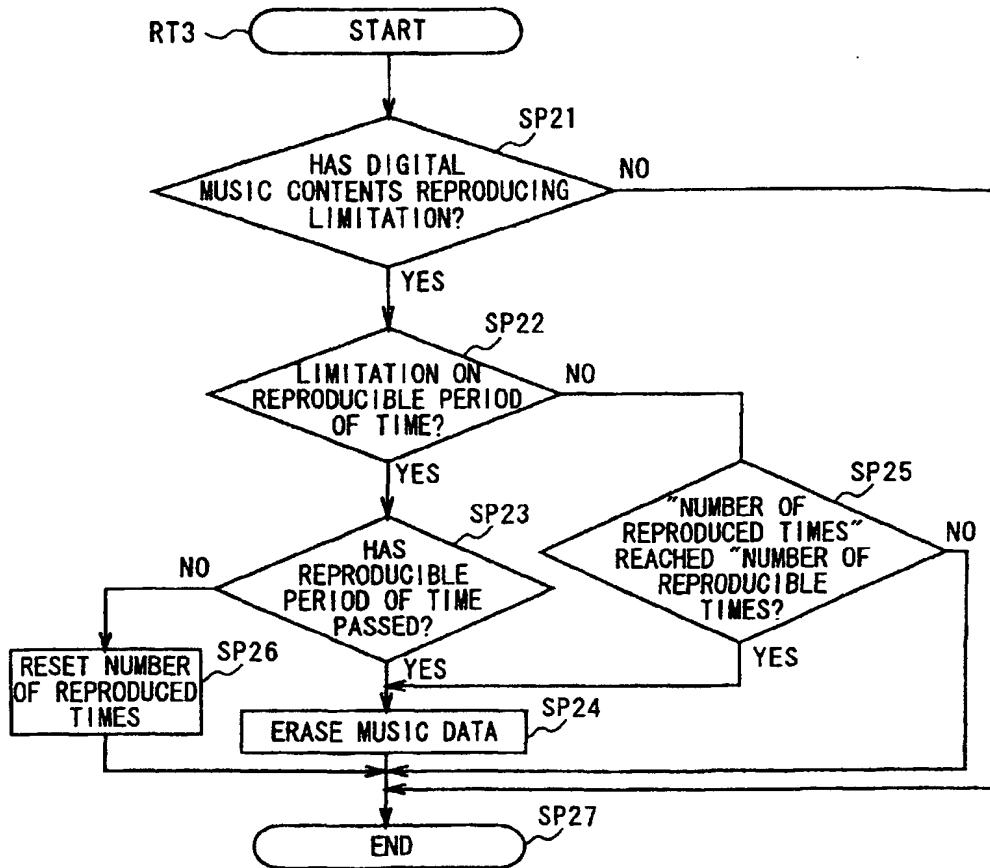 RT3
START
SP21
HAS DIGITAL
MUSIC CONTENTS REPRODUCING
LIMITATION?
NO
YES
SP22
LIMITATION ON
REPRODUCIBLE PERIOD
OF TIME?
NO
YES
SP25
"NUMBER OF
REPRODUCED TIMES"
REACHED "NUMBER OF
REPRODUCIBLE
TIMES?
NO
YES
SP23
HAS
REPRODUCIBLE
PERIOD OF TIME
PASSED?
NO
YES
SP26
RESET NUMBER
OF REPRODUCED
TIMES
SP24
ERASE MUSIC DATA
SP27
END